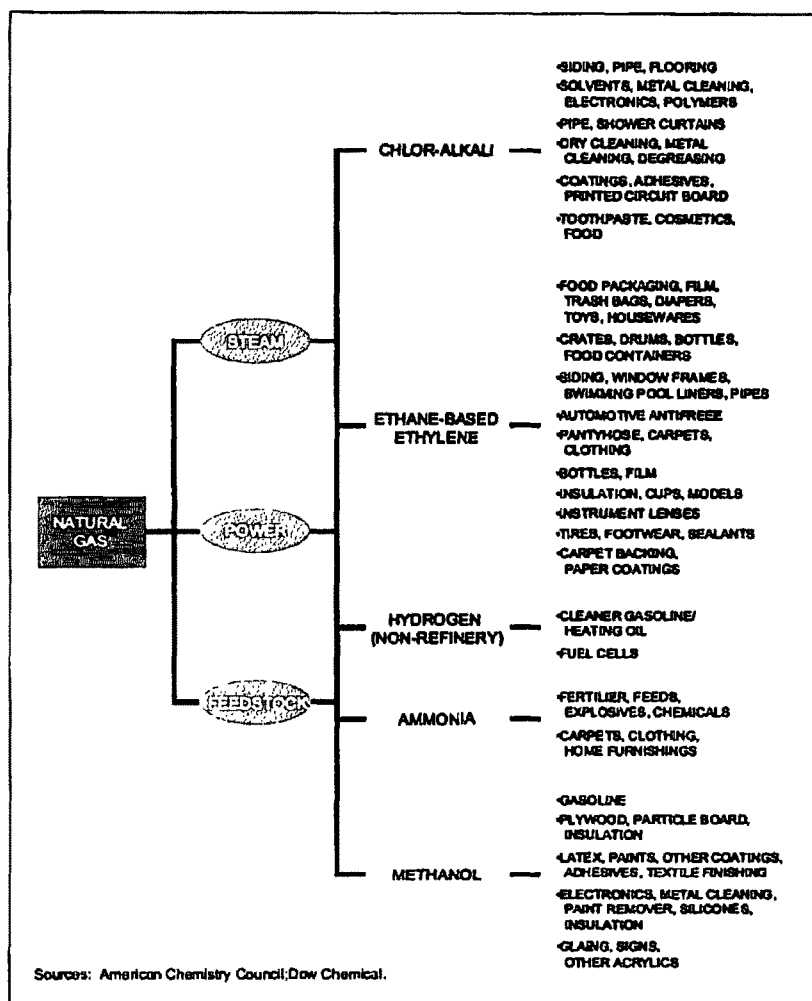 •SIDING, PIPE, FLOORING
•SOLVENTS, METAL CLEANING,
ELECTRONICS, POLYMERS
•PIPE, SHOWER CURTAINS
•DRY CLEANING, METAL
CLEANING, DEGREASING
•COATINGS, ADHESIVES,
PRINTED CIRCUIT BOARD
•TOOTHPASTE, COSMETICS,
FOOD
CHLOR-ALKALI
•FOOD PACKAGING, FILM,
TRASH BAGS, DIAPERS,
TOYS, HOUSEWARES
•CRATES, DRUMS, BOTTLES,
FOOD CONTAINERS
•SIDING, WINDOW FRAMES,
SWIMMING POOL LINERS, PIPES
•AUTOMOTIVE ANTIFREEE
•PANTYHOSE, CARPETS,
CLOTHING
•BOTTLES, FILM
•INSULATION, CUPS, MODELS
•INSTRUMENT LENSES
•TIRES, FOOTWEAR, SEALANTS
•CARPET BACKING,
PAPER COATINGS
STEAM
ETHANE-BASED
ETHYLENE
NATURAL
GAS
POWER
HYDROGEN
(NON-REFINERY)
•CLEANER GASOLINE/
HEATING OIL
•FUEL CELLS
FEEDSTOCK
AMMONIA
•FERTILIER, FEEDS,
EXPLOSIVES, CHEMICALS
•CARPETS, CLOTHING,
HOME FURNISHINGS
METHANOL
•GASOLINE
•PLYWOOD, PARTICLE BOARD,
INSULATION
•LATEX, PAINTS, OTHER COATINGS,
ADHESIVES, TEXTILE FINISHING
•ELECTRONICS, METAL CLEANING,
PAINT REMOVER, SILICONES,
INSULATION
•GLAING, SIGNS,
OTHER ACRYLICS
Sources: American Chemistry Council;Dow Chemical.